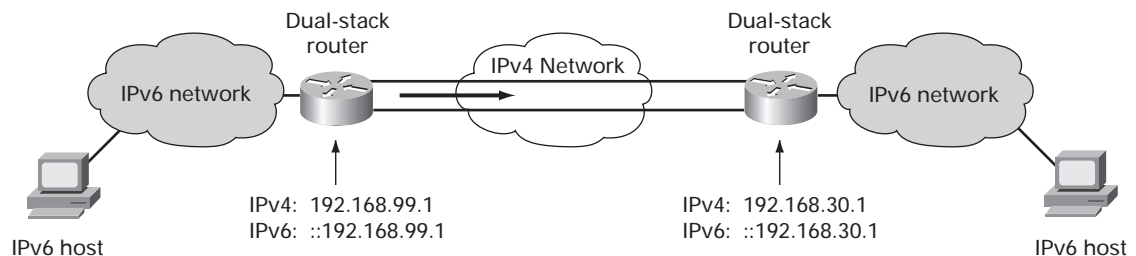 Dual-stack
router
Dual-stack
router
IPv6 network
IPv4 Network
IPv6 network
IPv4: 192.168.99.1
IPv6: ::192.168.99.1
IPv4: 192.168.30.1
IPv6: ::192.168.30.1
IPv6 host
IPv6 host